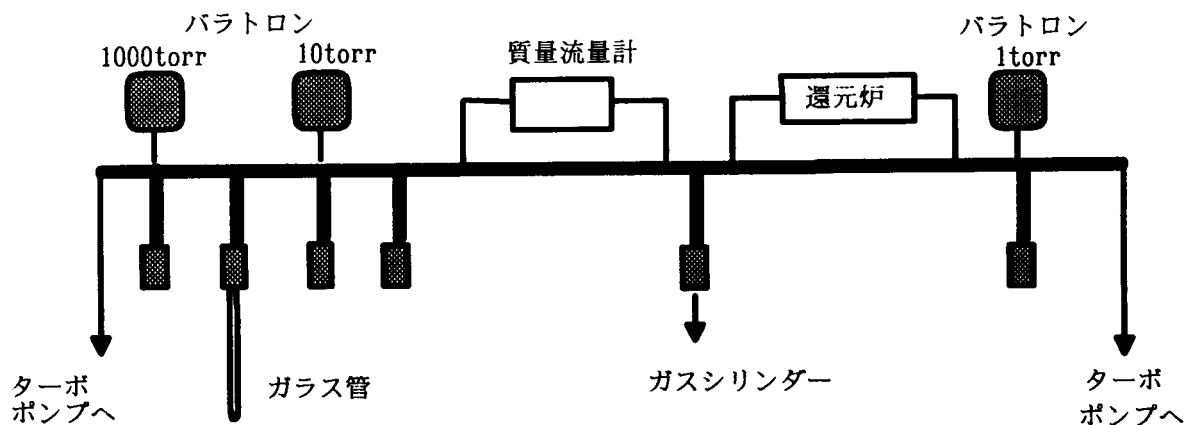 バラトロン
1000torr
10torr
質量流量計
還元炉
バラトロン
1torr
ターボ
ポンプへ
ガラス管
ガスシリンダー
ターボ
ポンプへ